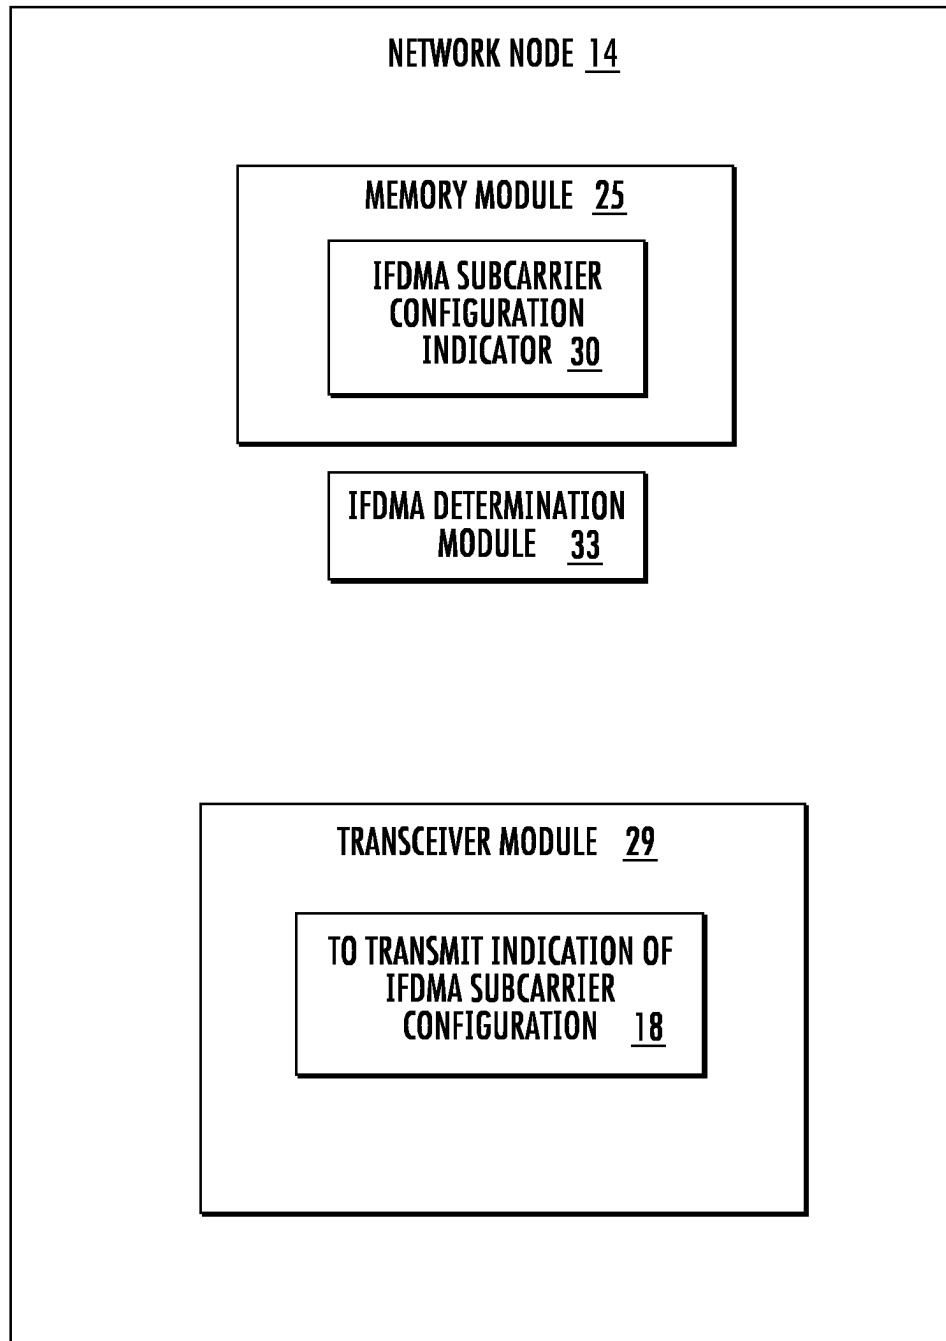 NETWORK NODE 14
MEMORY MODULE 25
IFDMA SUBCARRIER
CONFIGURATION
INDICATOR 30
IFDMA DETERMINATION
MODULE 33
TRANSCEIVER MODULE 29
TO TRANSMIT INDICATION OF
IFDMA SUBCARRIER
CONFIGURATION 18